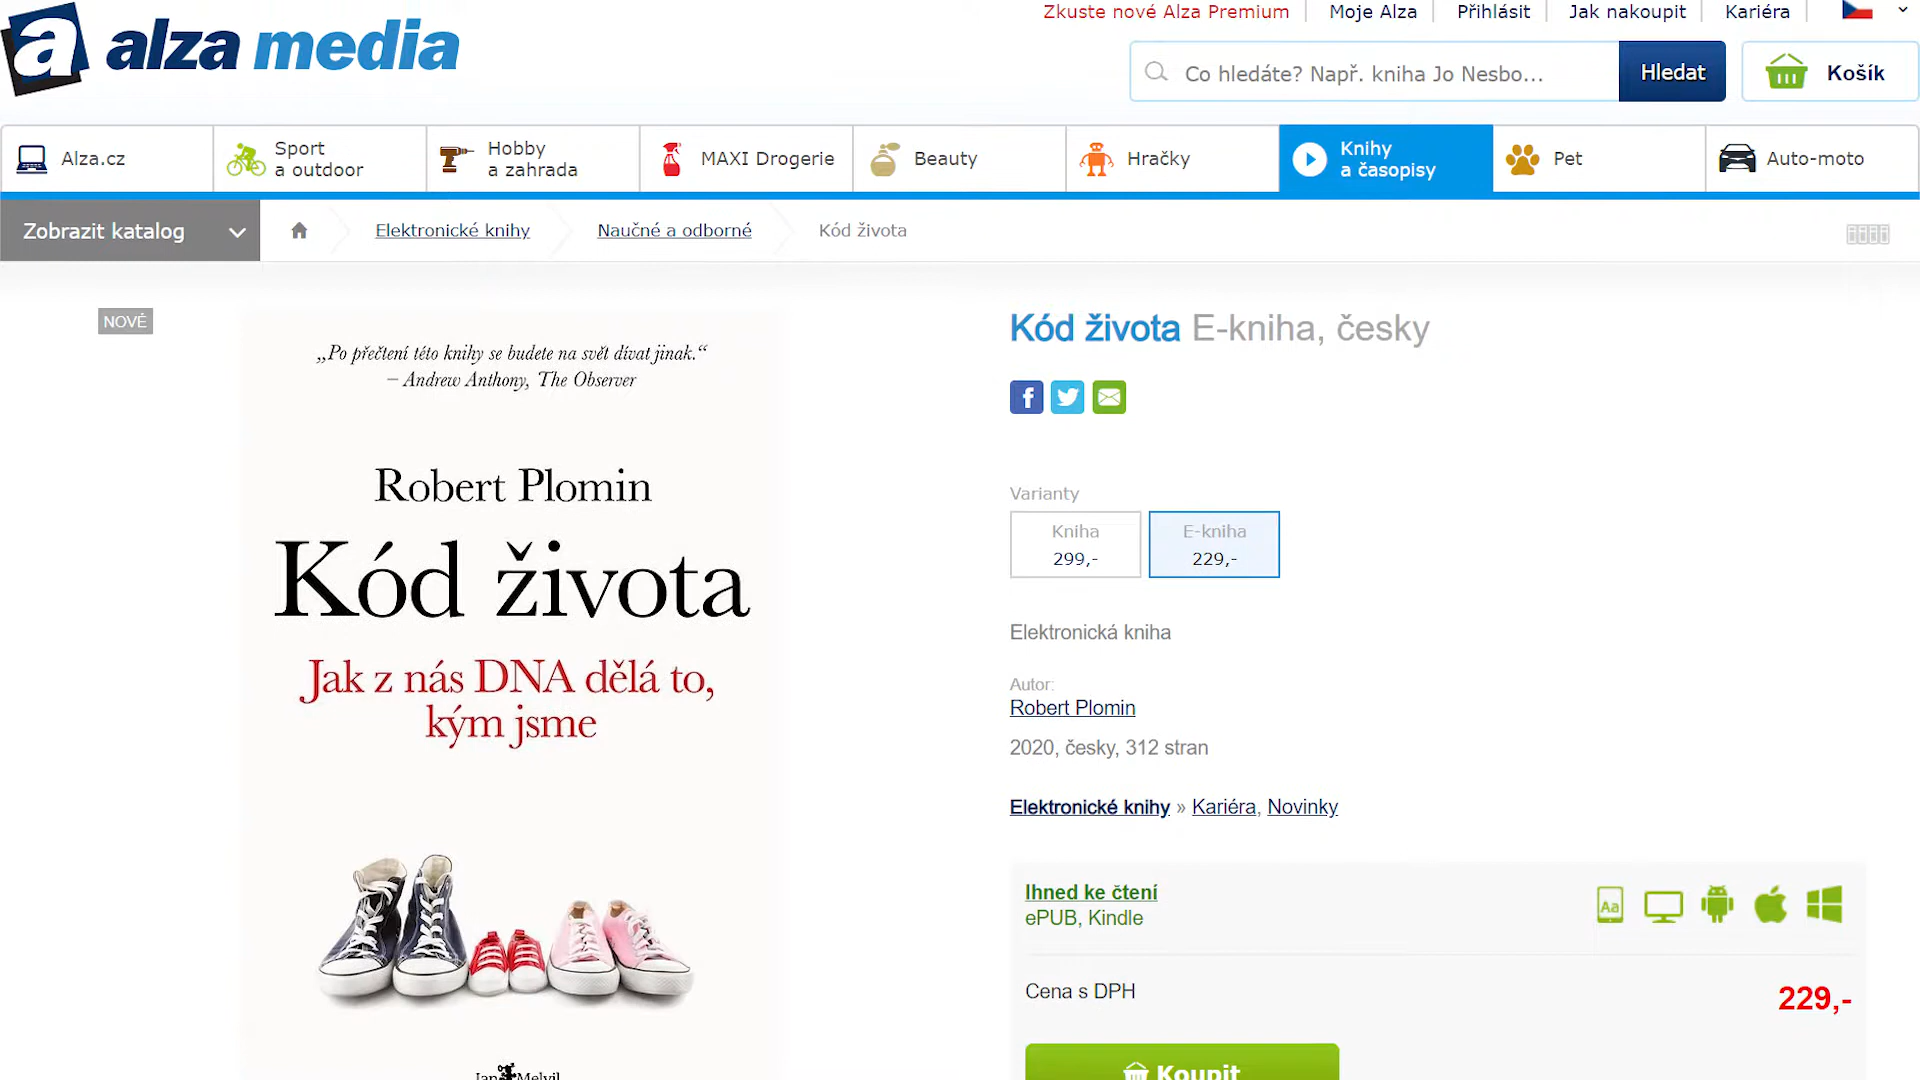 a alza media
Zkuste nové Alza Premium
Moje Alza
Přihlásit
Jak nakoupit
Kariéra
Co hledáte? Např. kniha Jo Nesbo...
Hledat
Košík
Alza.cz
Sport
a outdoor
Hobby
a zahrada
MAXI Drogerie
Beauty
Hračky
Knihy
a časopisy
Pet
Auto-moto
Zobrazit katalog
Elektronické knihy
Naučné a odborné
Kód života
NOVÉ
„Po přečtení této knihy se budete na svět dívat jinak.“
– Andrew Anthony, The Observer
Robert Plomin
Kód života
Jak z nás DNA dělá to,
kým jsme
Jan Melvil
Kód života E-kniha, česky
Varianty
Kniha
299,-
E-kniha
229,-
Elektronická kniha
Autor:
Robert Plomin
2020, česky, 312 stran
Elektronické knihy » Kariéra, Novinky
Ihned ke čtení
ePUB, Kindle
Aa
Cena s DPH
229,-
Koupit